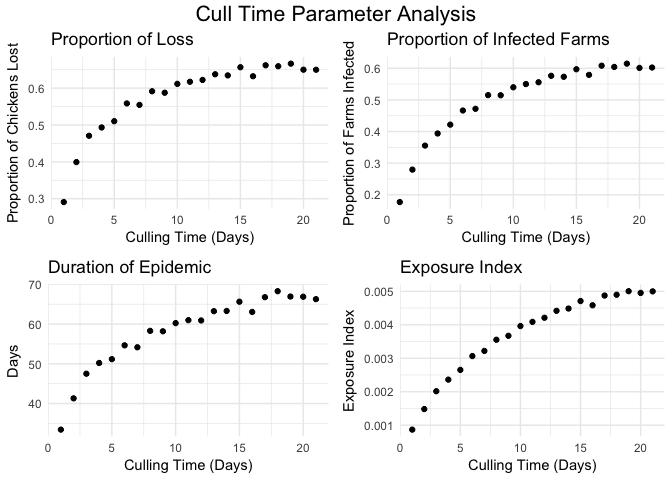 Cull Time Parameter Analysis
Proportion of Loss
Proportion of Chickens Lost
0.6
0.5
0.4
0.3
0 5 10 15 20
Culling Time (Days)
Proportion of Infected Farms
Proportion of Farms Infected
0.6
0.5
0.4
0.3
0.2
0 5 10 15 20
Culling Time (Days)
Duration of Epidemic
Days
70
60
50
40
0 5 10 15 20
Culling Time (Days)
Exposure Index
Exposure Index
0.005
0.004
0.003
0.002
0.001
0 5 10 15 20
Culling Time (Days)